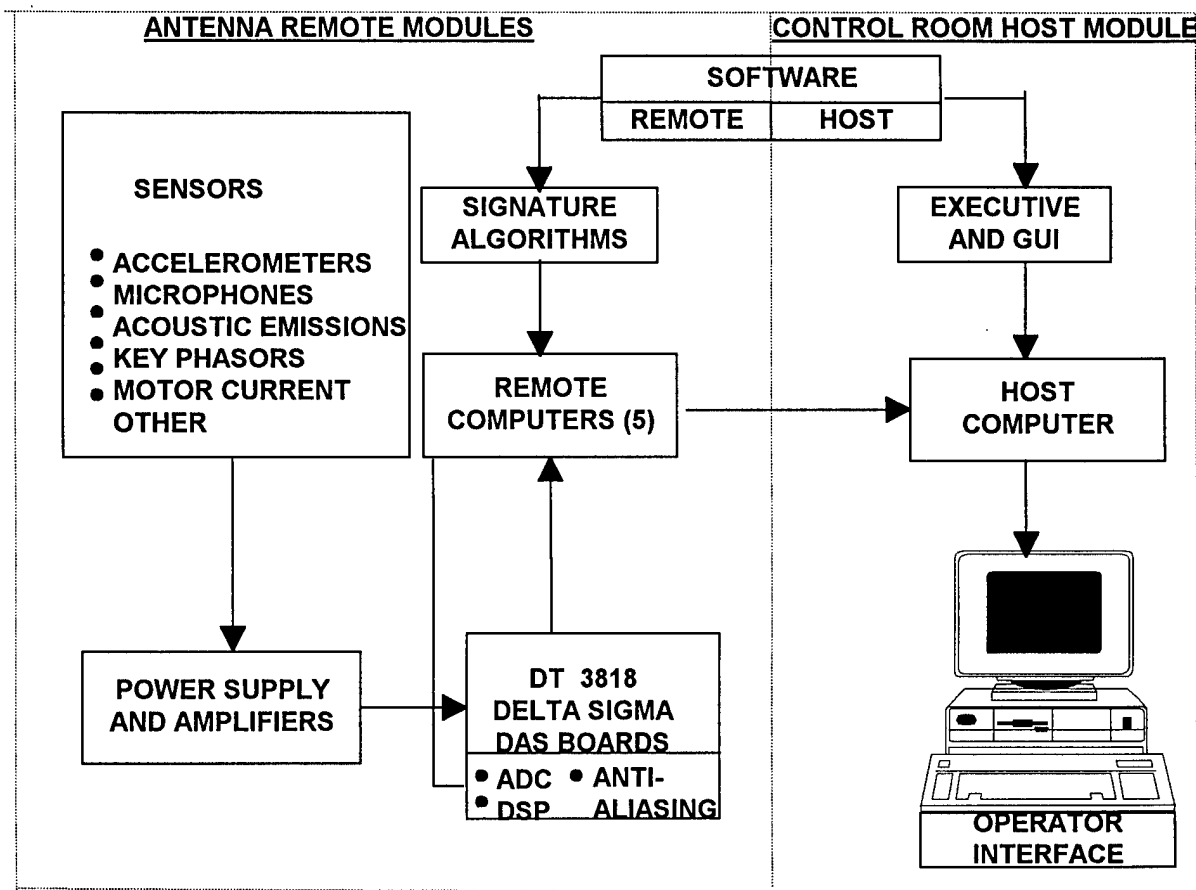 ANTENNA REMOTE MODULES
CONTROL ROOM HOST MODULE
SOFTWARE
REMOTE HOST
SENSORS
• ACCELEROMETERS
• MICROPHONES
• ACOUSTIC EMISSIONS
• KEY PHASORS
• MOTOR CURRENT
OTHER
SIGNATURE
ALGORITHMS
EXECUTIVE
AND GUI
REMOTE
COMPUTERS (5)
HOST
COMPUTER
POWER SUPPLY
AND AMPLIFIERS
DT 3818
DELTA SIGMA
DAS BOARDS
• ADC • ANTI-
• DSP ALIASING
OPERATOR
INTERFACE